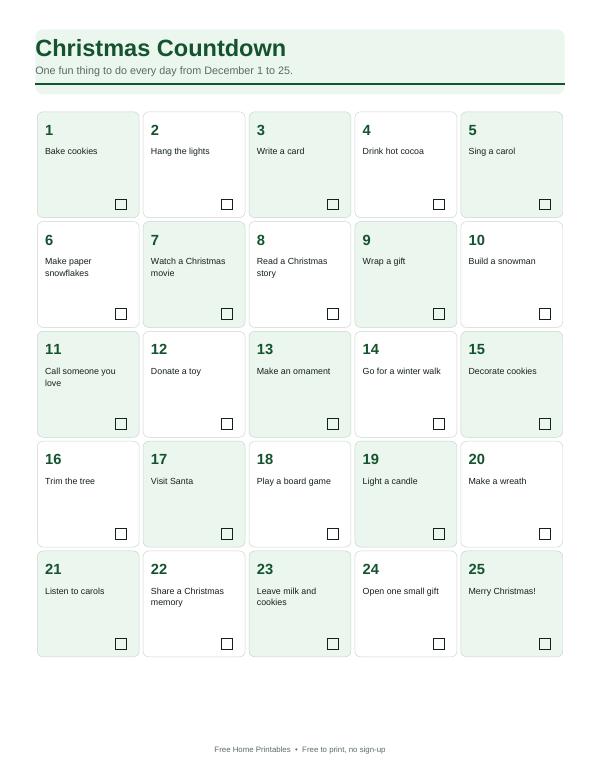 Christmas Countdown
One fun thing to do every day from December 1 to 25.
1
Bake cookies
2
Hang the lights
3
Write a card
4
Drink hot cocoa
5
Sing a carol
6
Make paper
snowflakes
7
Watch a Christmas
movie
8
Read a Christmas
story
9
Wrap a gift
10
Build a snowman
11
Call someone you
love
12
Donate a toy
13
Make an ornament
14
Go for a winter walk
15
Decorate cookies
16
Trim the tree
17
Visit Santa
18
Play a board game
19
Light a candle
20
Make a wreath
21
Listen to carols
22
Share a Christmas
memory
23
Leave milk and
cookies
24
Open one small gift
25
Merry Christmas!
Free Home Printables • Free to print, no sign-up